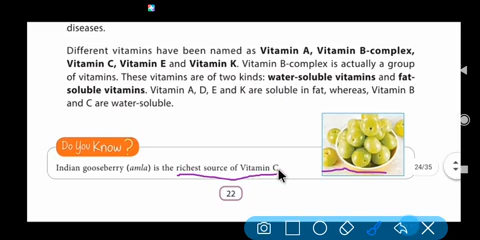 diseases.
Different vitamins have been named as Vitamin A, Vitamin B-complex,
Vitamin C, Vitamin E and Vitamin K. Vitamin B-complex is actually a
group of vitamins. These vitamins are of two kinds: water-soluble vitamins and fat-
soluble vitamins. Vitamin A, D, E and K are soluble in fat, whereas, Vitamin B
and C are water-soluble.
Do You Know?
Indian gooseberry (amla) is the richest source of Vitamin C.
24/35
22